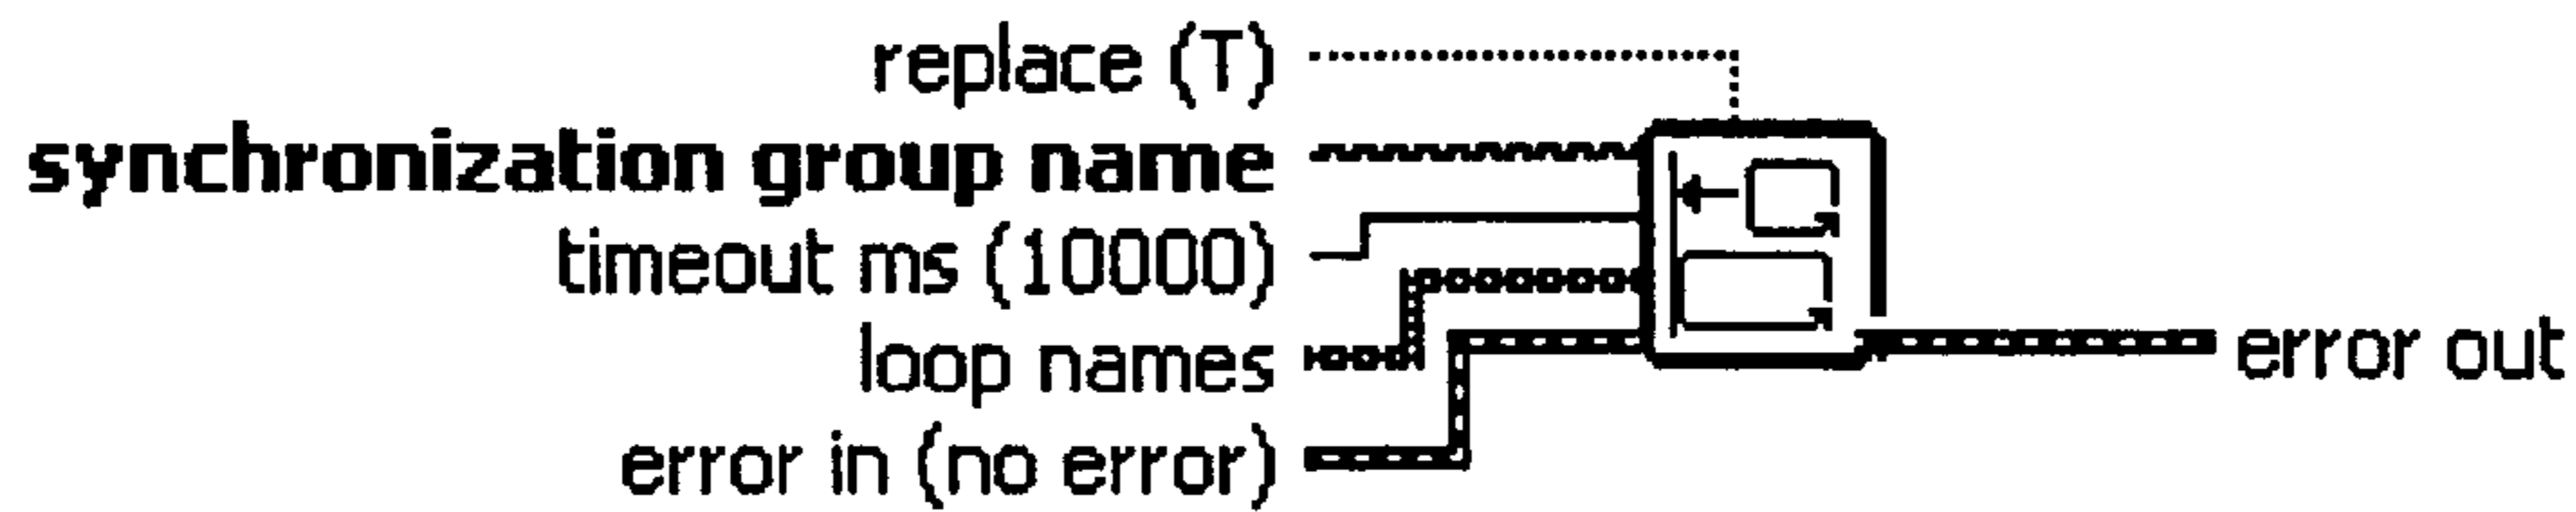 replace (T)
synchronization group name
timeout ms (10000)
loop names
error in (no error)
error out